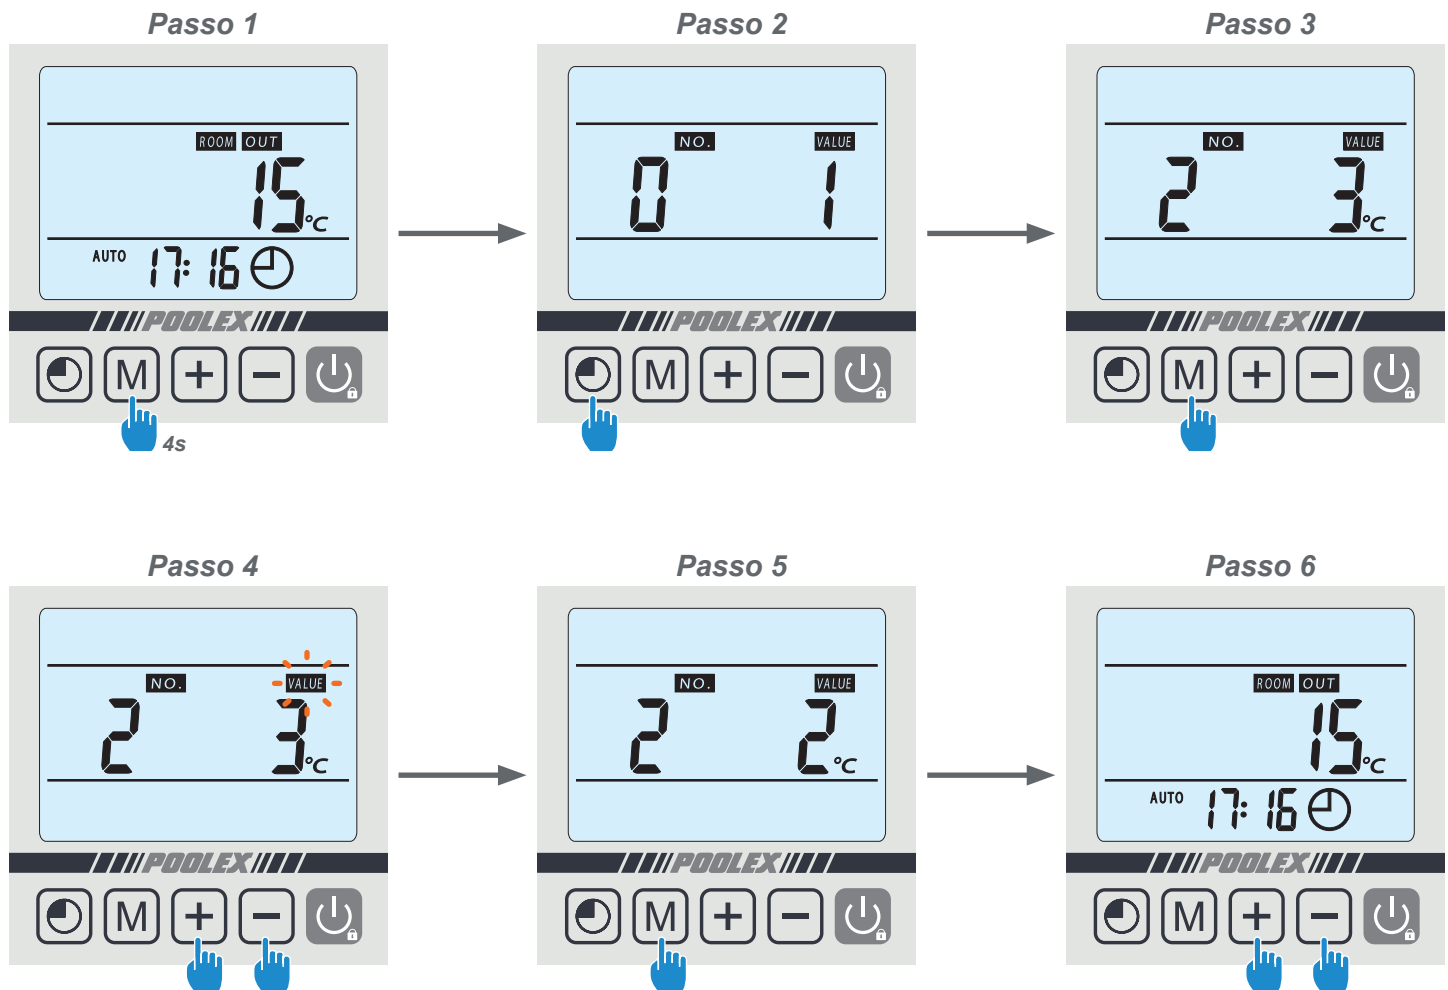 Passo 1
ROOM OUT
15 °C
AUTO 17:16
POOLEX
M + −
4s
Passo 2
NO. VALUE
0 1
POOLEX
M + −
Passo 3
NO. VALUE
2 3 °C
POOLEX
M + −
Passo 4
NO. VALUE
2 3 °C
POOLEX
M + −
Passo 5
NO. VALUE
2 2 °C
POOLEX
M + −
Passo 6
ROOM OUT
15 °C
AUTO 17:16
POOLEX
M + −